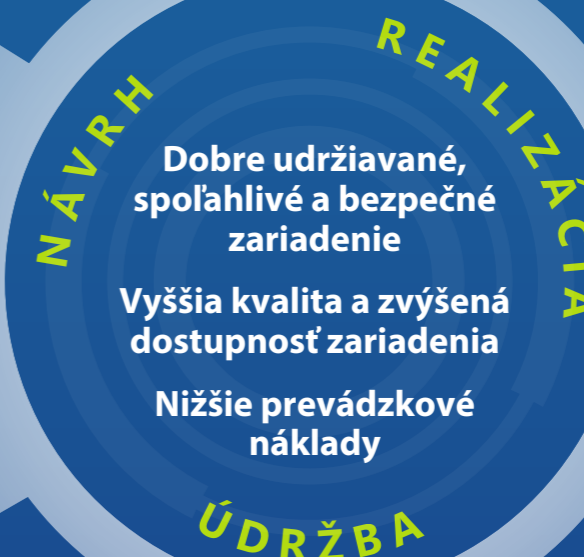 NÁVRH
REALIZÁCIA
Dobre udržiavané,
spoľahlivé a bezpečné
zariadenie
Vyššia kvalita a zvýšená
dostupnosť zariadenia
Nižšie prevádzkové
náklady
ÚDRŽBA